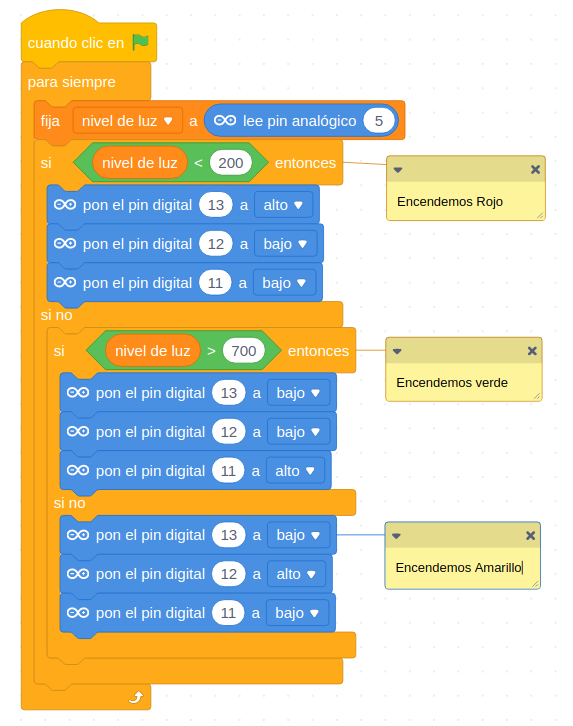 cuando clic en
para siempre
fija nivel de luz a lee pin analógico 5
si nivel de luz < 200 entonces
Encendemos Rojo
pon el pin digital 13 a alto
pon el pin digital 12 a bajo
pon el pin digital 11 a bajo
si no
si nivel de luz > 700 entonces
Encendemos verde
pon el pin digital 13 a bajo
pon el pin digital 12 a bajo
pon el pin digital 11 a alto
si no
pon el pin digital 13 a bajo
Encendemos Amarillo
pon el pin digital 12 a alto
pon el pin digital 11 a bajo